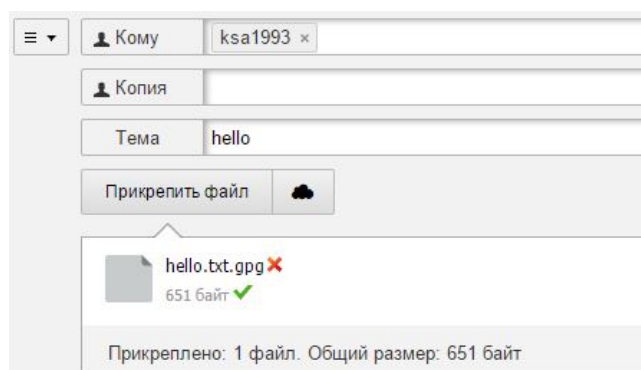 Кому ksa1993 ×
Копия
Тема hello
Прикрепить файл
hello.txt.gpg
651 байт
Прикреплено: 1 файл. Общий размер: 651 байт